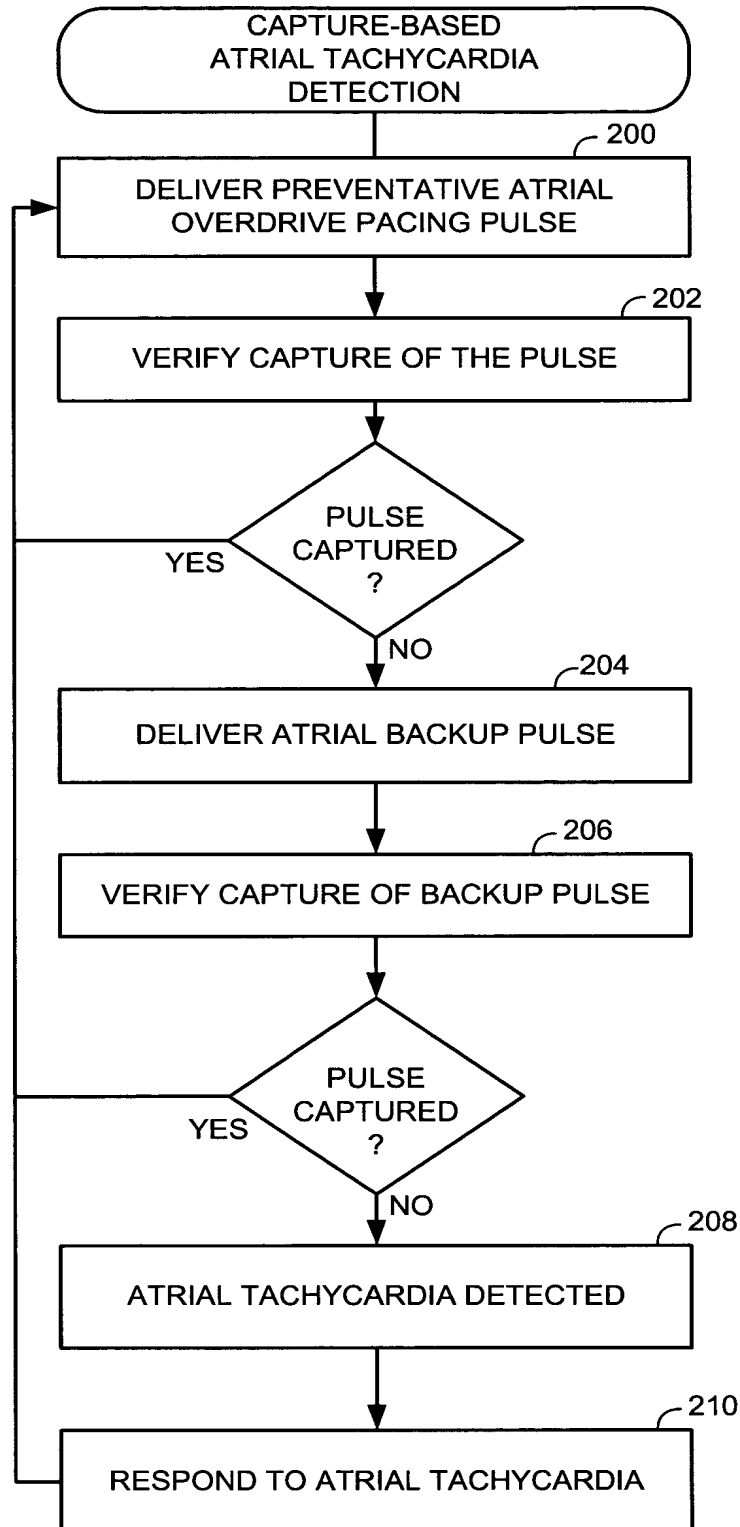 CAPTURE-BASED
ATRIAL TACHYCARDIA
DETECTION
200
DELIVER PREVENTATIVE ATRIAL
OVERDRIVE PACING PULSE
202
VERIFY CAPTURE OF THE PULSE
PULSE
CAPTURED
?
YES
NO
204
DELIVER ATRIAL BACKUP PULSE
206
VERIFY CAPTURE OF BACKUP PULSE
PULSE
CAPTURED
?
YES
NO
208
ATRIAL TACHYCARDIA DETECTED
210
RESPOND TO ATRIAL TACHYCARDIA